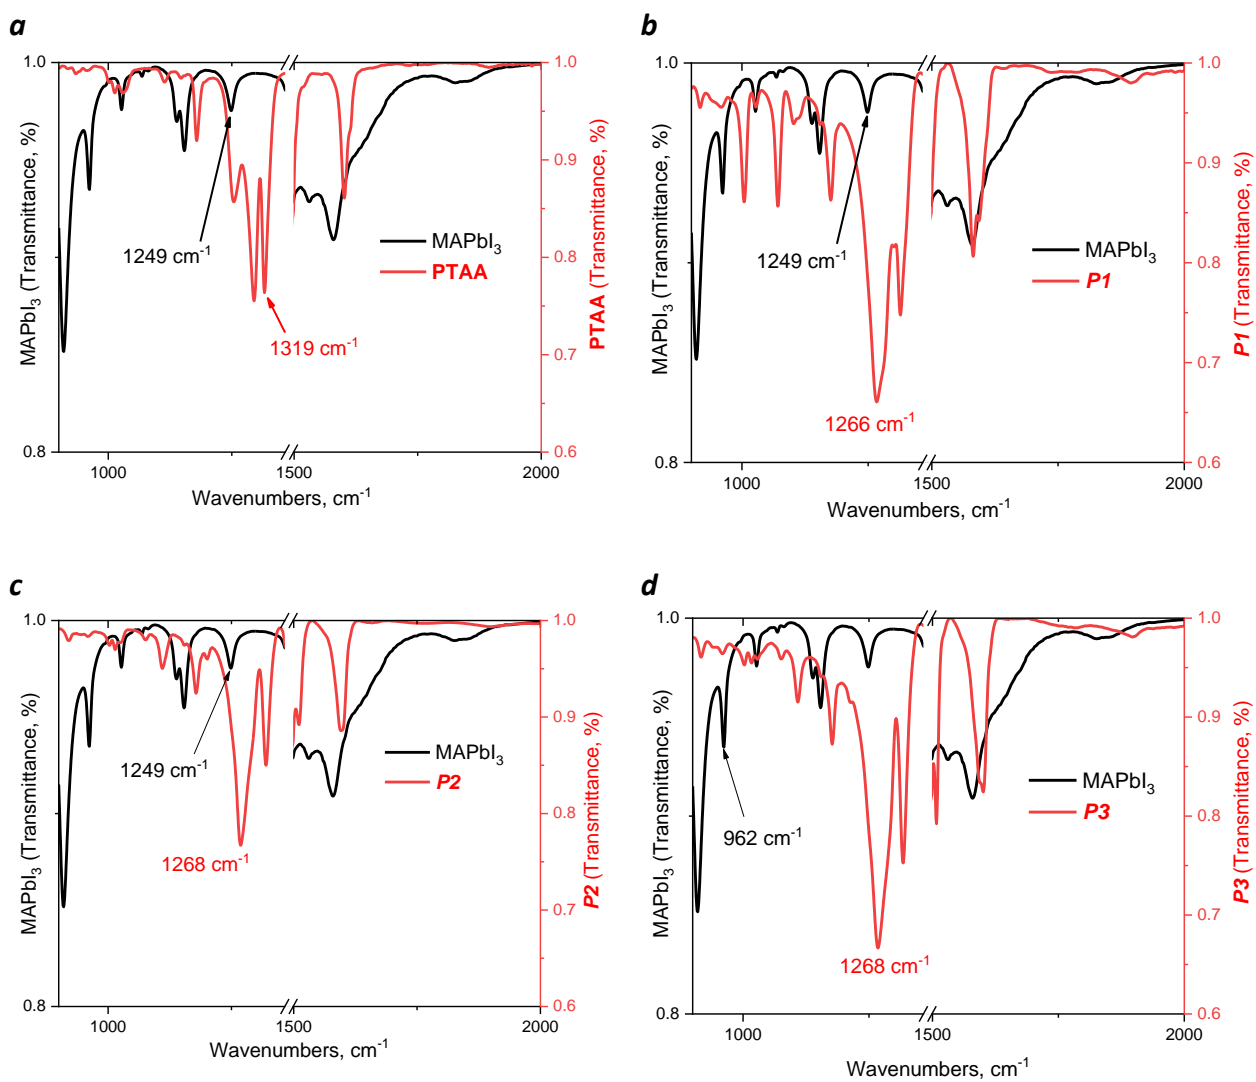 a
1.0
1.0
0.9
0.8
0.7
0.6
0.8
MAPbI₃ (Transmittance, %)
PTAA (Transmittance, %)
1249 cm⁻¹
MAPbI₃
PTAA
1319 cm⁻¹
1000
1500
2000
Wavenumbers, cm⁻¹
b
1.0
1.0
0.9
0.8
0.7
0.6
0.8
MAPbI₃ (Transmittance, %)
P1 (Transmittance, %)
1249 cm⁻¹
MAPbI₃
P1
1266 cm⁻¹
1000
1500
2000
Wavenumbers, cm⁻¹
c
1.0
1.0
0.9
0.8
0.7
0.6
0.8
MAPbI₃ (Transmittance, %)
P2 (Transmittance, %)
1249 cm⁻¹
MAPbI₃
P2
1268 cm⁻¹
1000
1500
2000
Wavenumbers, cm⁻¹
d
1.0
1.0
0.9
0.8
0.7
0.6
0.8
MAPbI₃ (Transmittance, %)
P3 (Transmittance, %)
962 cm⁻¹
MAPbI₃
P3
1268 cm⁻¹
1000
1500
2000
Wavenumbers, cm⁻¹